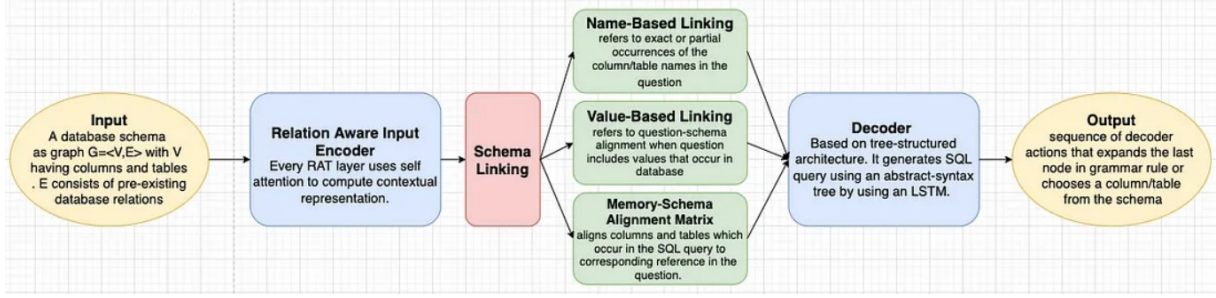 Input
A database schema
as graph G=<V,E> with V
having columns and tables
. E consists of pre-existing
database relations
Relation Aware Input
Encoder
Every RAT layer uses self
attention to compute contextual
representation.
Schema
Linking
Name-Based Linking
refers to exact or partial
occurrences of the
column/table names in the
question
Value-Based Linking
refers to question-schema
alignment when question
includes values that occur in
database
Memory-Schema
Alignment Matrix
aligns columns and tables which
occur in the SQL query to
corresponding reference in the
question.
Decoder
Based on tree-structured
architecture. It generates SQL
query using an abstract-syntax
tree by using an LSTM.
Output
sequence of decoder
actions that expands the last
node in grammar rule or
chooses a column/table
from the schema